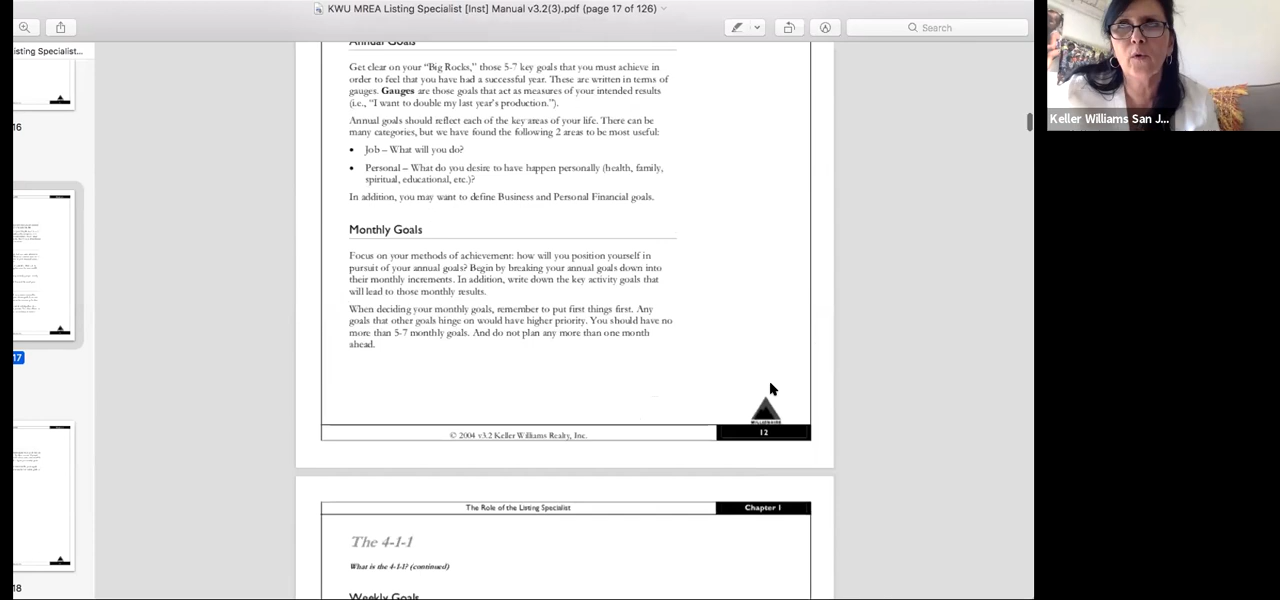 KWU MREA Listing Specialist [Inst] Manual v3.2(3).pdf (page 17 of 126)
Search
isting Specialist...
16
17
18
Annual Goals
Get clear on your “Big Rocks,” those 5-7 key goals that you must achieve in
order to feel that you have had a successful year. These are written in terms of
gauges. Gauges are those goals that act as measures of your intended results
(i.e., “I want to double my last year's production.”).
Annual goals should reflect each of the key areas of your life. There can be
many categories, but we have found the following 2 areas to be most useful:
• Job – What will you do?
• Personal – What do you desire to have happen personally (health, family,
spiritual, educational, etc.)?
In addition, you may want to define Business and Personal Financial goals.
Monthly Goals
Focus on your methods of achievement: how will you position yourself in
pursuit of your annual goals? Begin by breaking your annual goals down into
their monthly increments. In addition, write down the key activity goals that
will lead to those monthly results.
When deciding your monthly goals, remember to put first things first. Any
goals that other goals hinge on would have higher priority. You should have no
more than 5-7 monthly goals. And do not plan any more than one month
ahead.
© 2004 v3.2 Keller Williams Realty, Inc.
12
The Role of the Listing Specialist
Chapter 1
The 4-1-1
What is the 4-1-1? (continued)
Weekly Goals
Keller Williams San J...